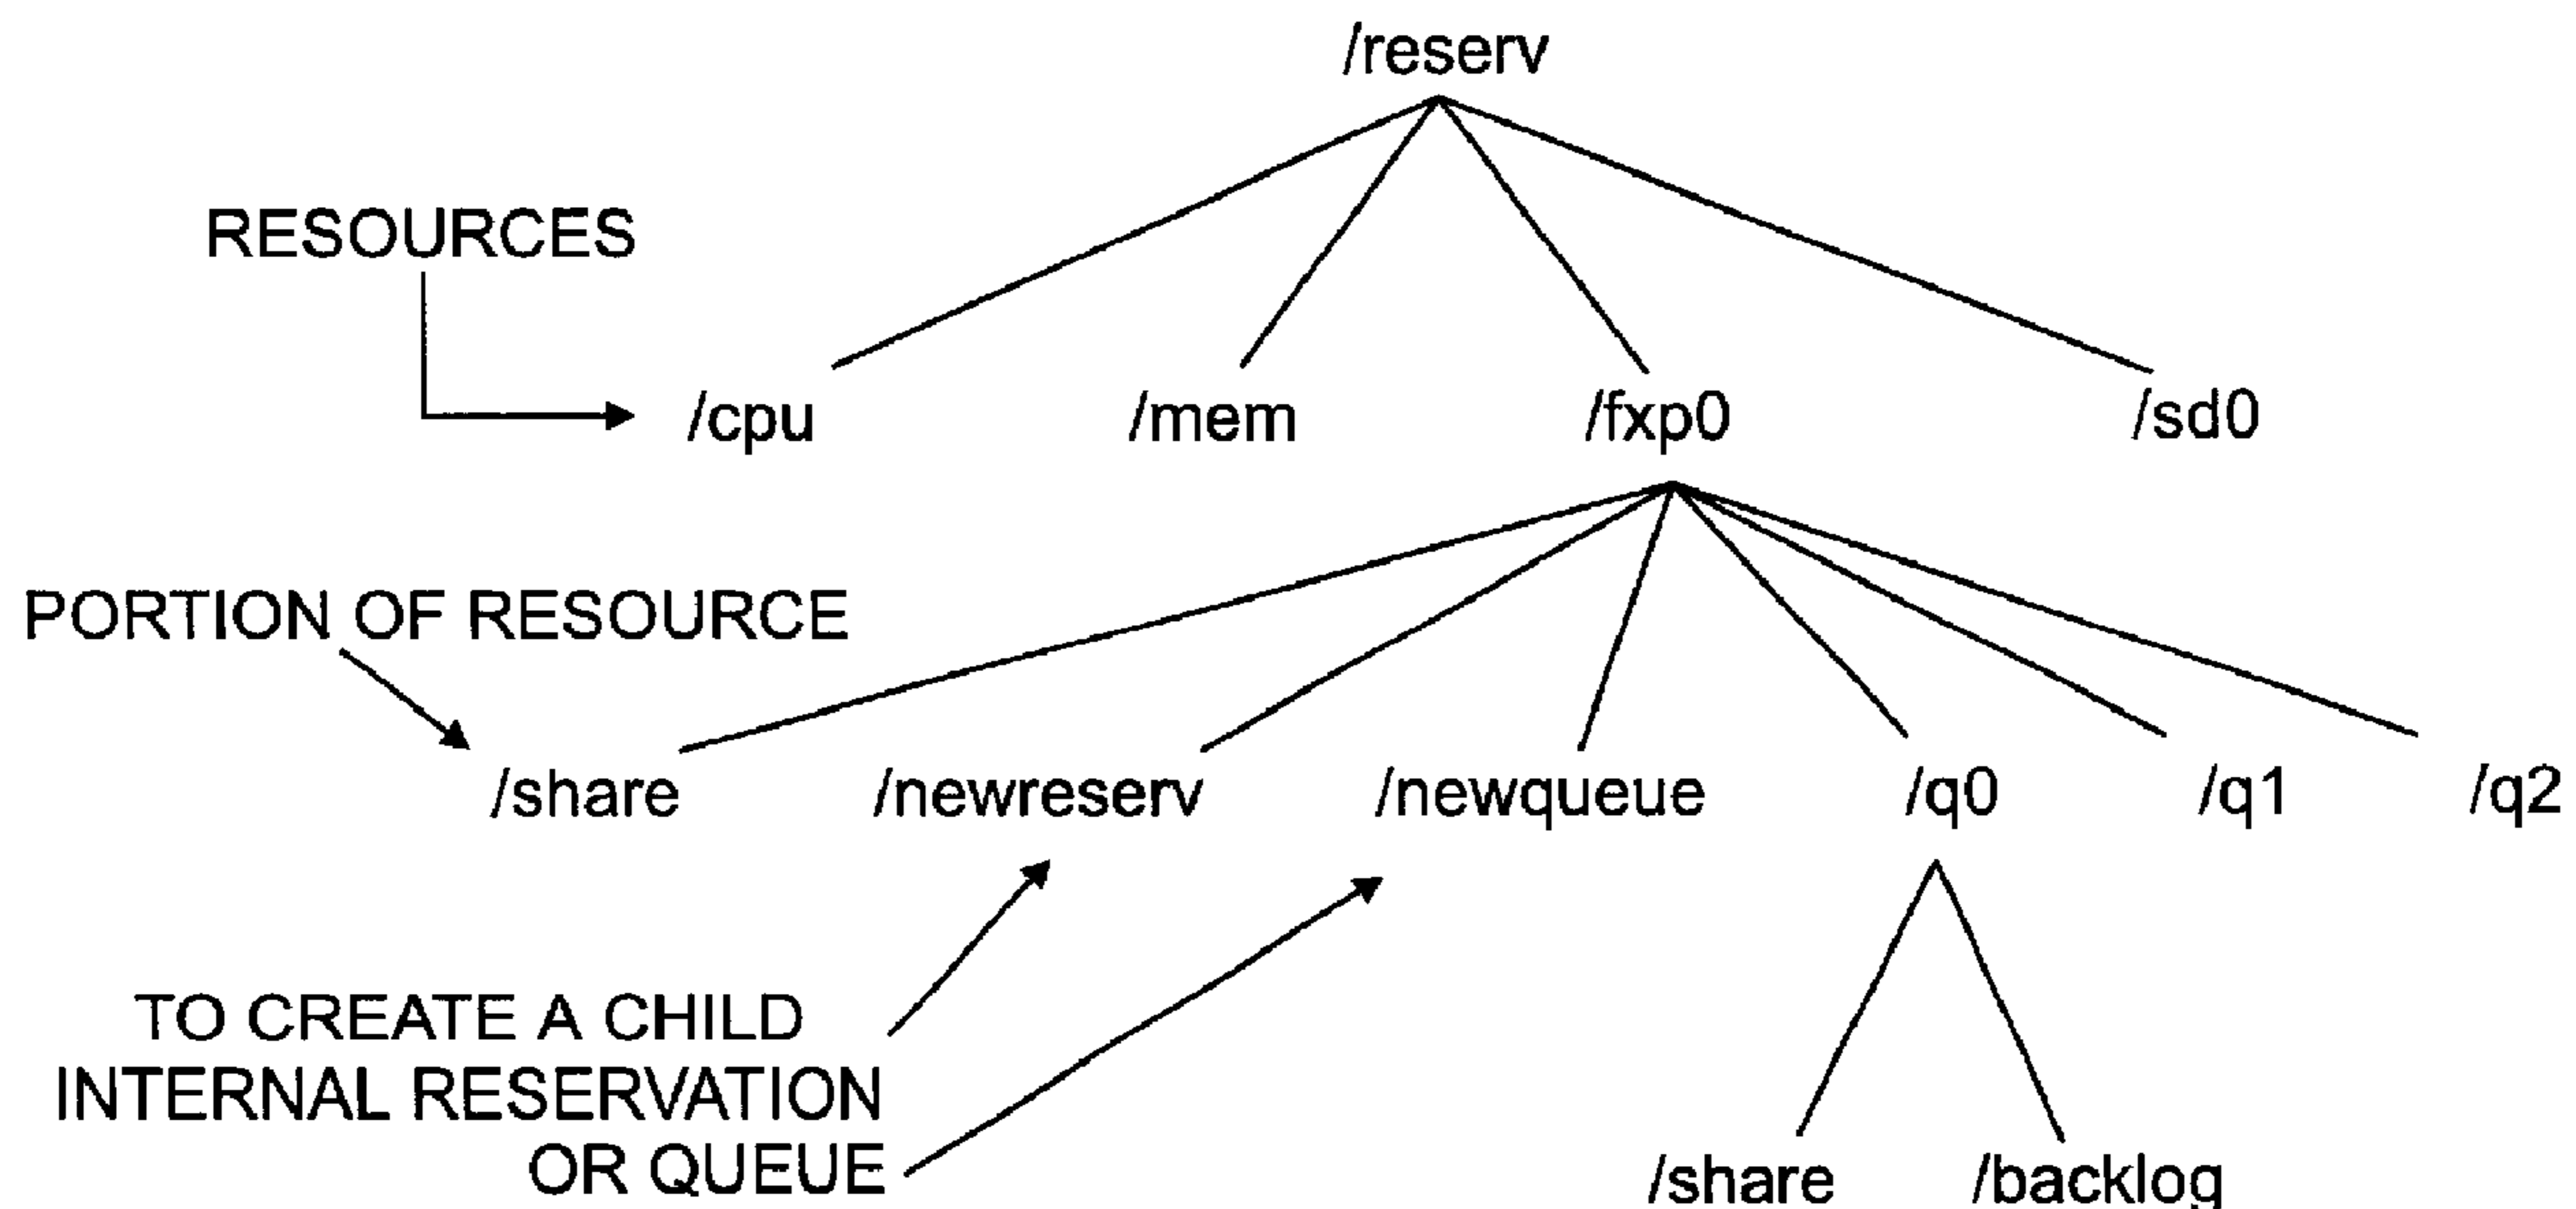 /reserv
RESOURCES
/cpu
/mem
/fxp0
/sd0
PORTION OF RESOURCE
/share
/newreserv
/newqueue
/q0
/q1
/q2
TO CREATE A CHILD
INTERNAL RESERVATION
OR QUEUE
/share
/backlog